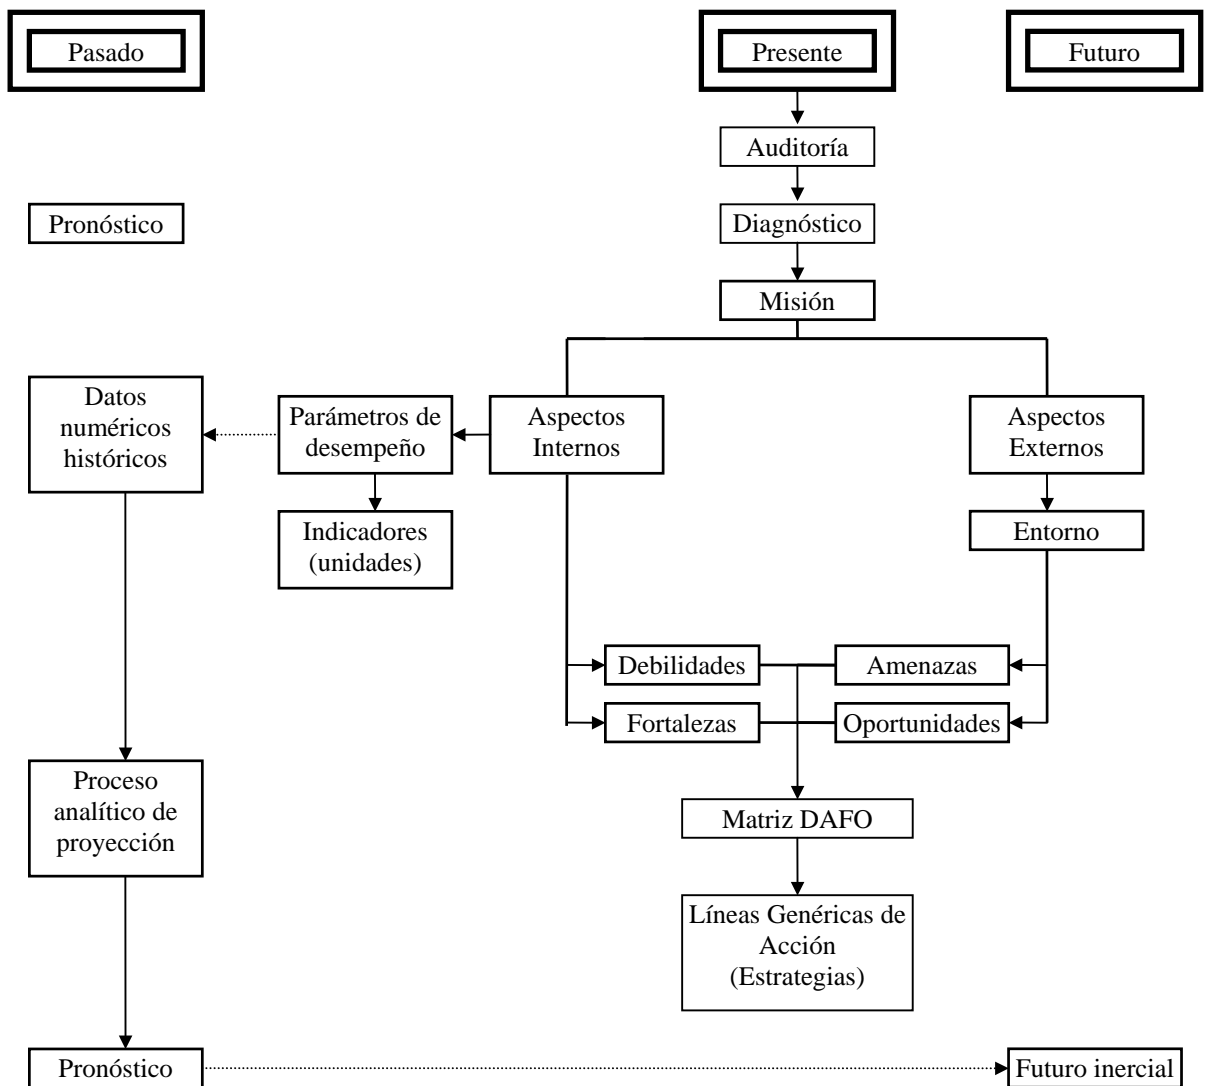 Pasado
Presente
Futuro
Auditoría
Pronóstico
Diagnóstico
Misión
Datos
numéricos
históricos
Parámetros de
desempeño
Aspectos
Internos
Aspectos
Externos
Indicadores
(unidades)
Entorno
Debilidades
Amenazas
Fortalezas
Oportunidades
Proceso
analítico de
proyección
Matriz DAFO
Líneas Genéricas de
Acción
(Estrategias)
Pronóstico
Futuro inercial